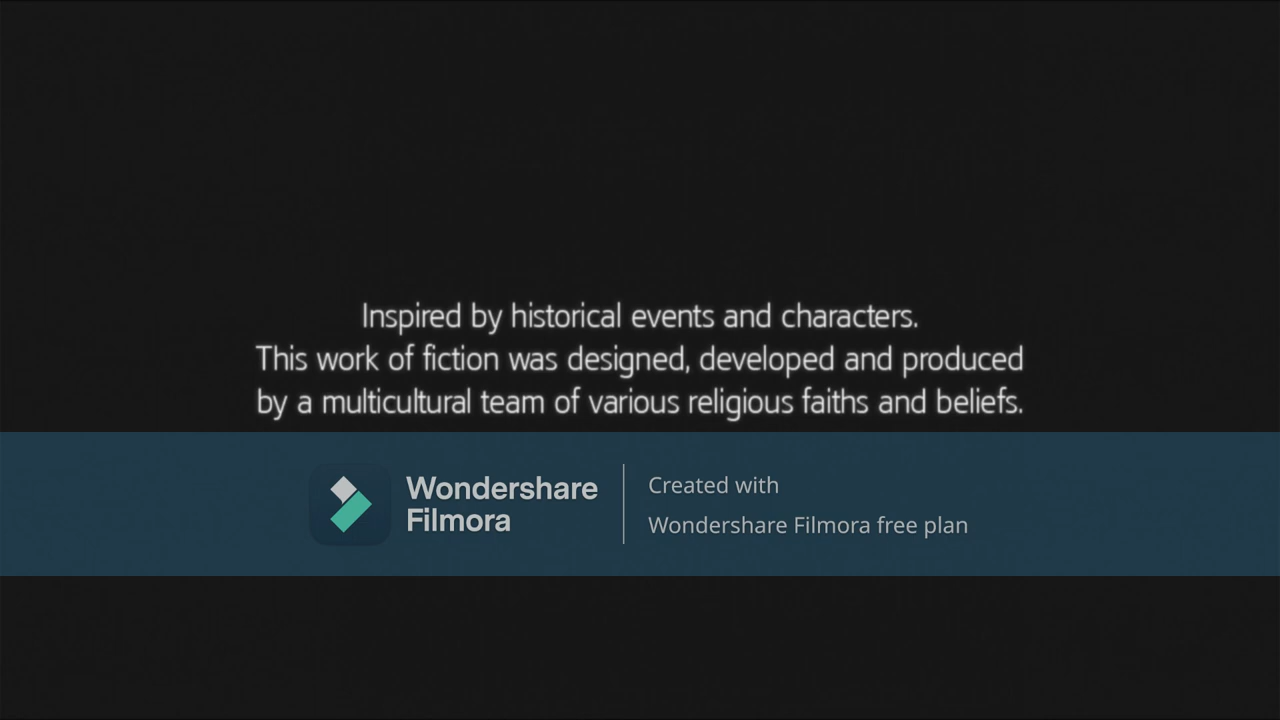 Inspired by historical events and characters.
This work of fiction was designed, developed and produced
by a multicultural team of various religious faiths and beliefs.
Wondershare
Filmora
Created with
Wondershare Filmora free plan